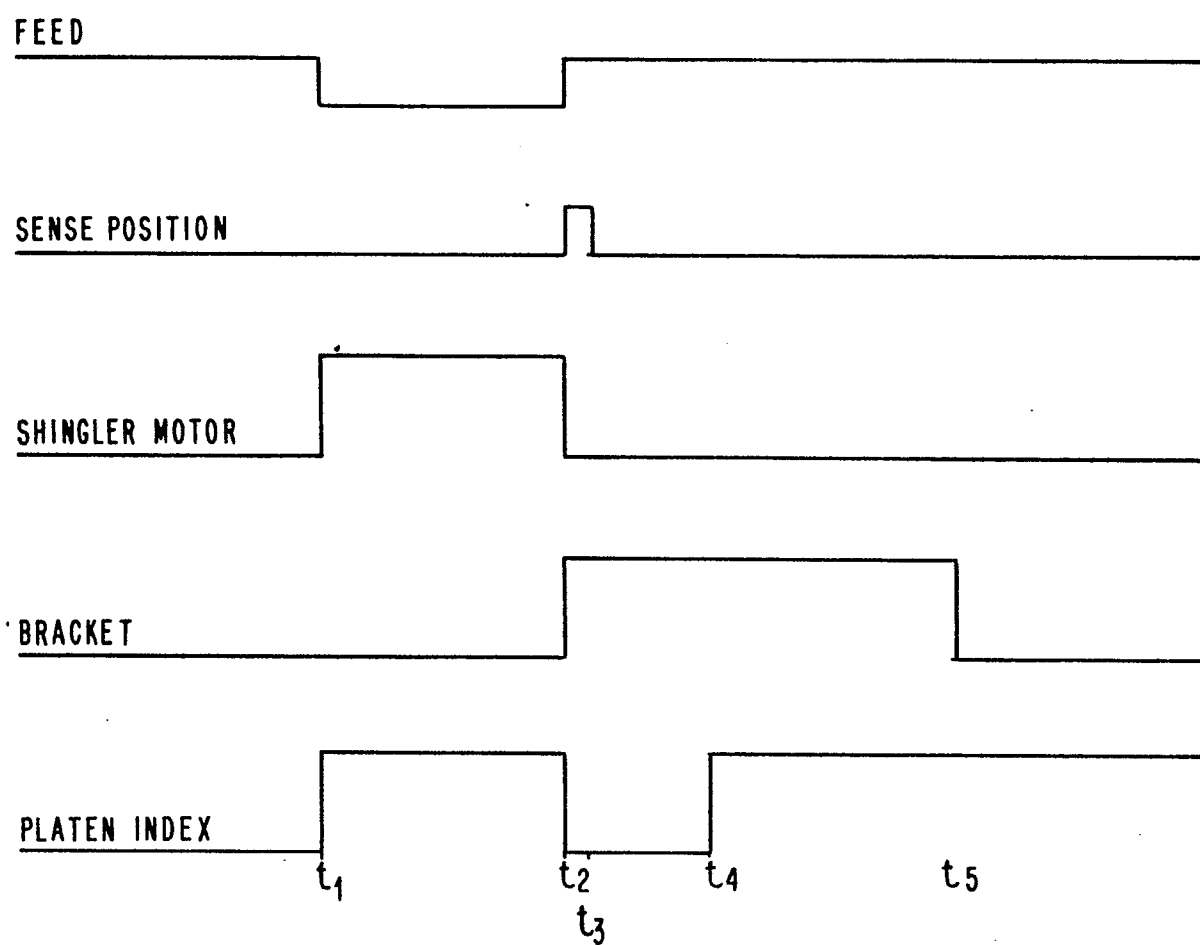 FEED
SENSE POSITION
SHINGLER MOTOR
BRACKET
PLATEN INDEX
t1 t2 t4 t5
t3